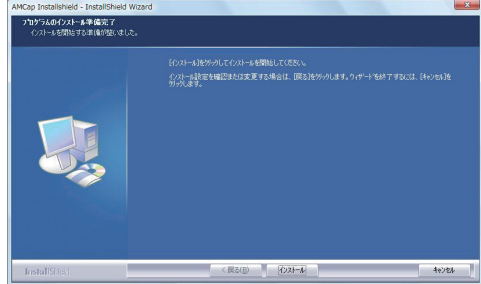 AMCap Installshield - InstallShield Wizard
プログラムのインストール準備完了
インストールを開始する準備が整いました。
[インストール]をクリックしてインストールを開始してください。
インストール設定を確認または変更する場合は、[戻る]をクリックします。ウィザードを終了するには、[キャンセル]を
クリックします。
InstallShield
< 戻る(B)
インストール
キャンセル